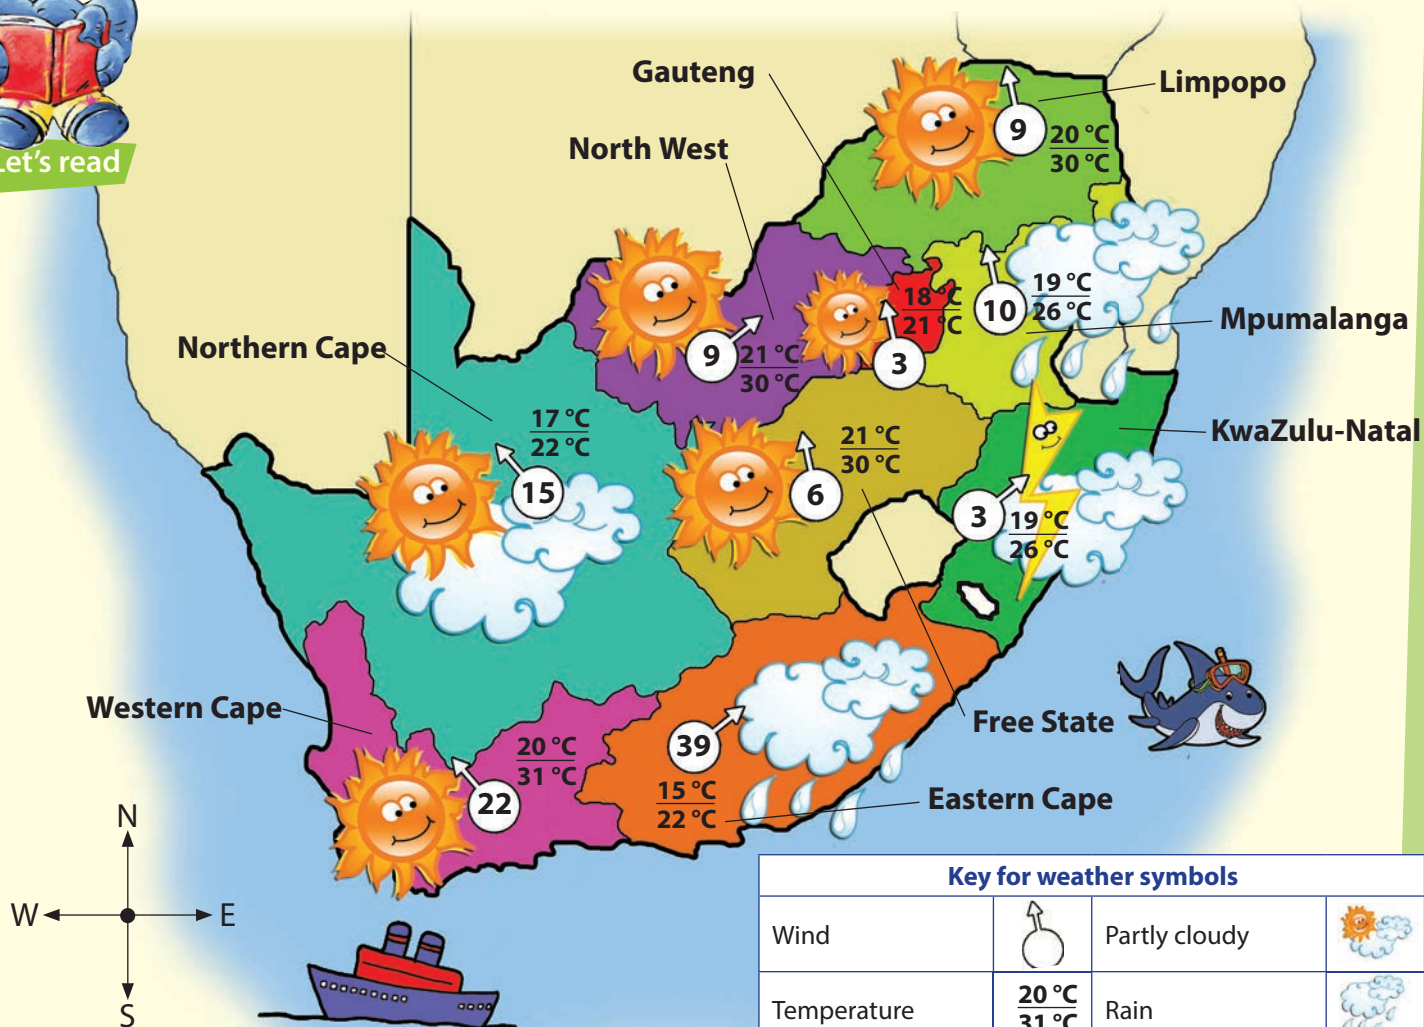 Let's read
Gauteng
Limpopo
9
20 °C
30 °C
North West
18 °C
21 °C
10
19 °C
26 °C
Mpumalanga
Northern Cape
9
21 °C
30 °C
3
KwaZulu-Natal
17 °C
22 °C
15
21 °C
30 °C
6
3
19 °C
26 °C
Western Cape
20 °C
31 °C
22
39
15 °C
22 °C
Free State
Eastern Cape
N
W
E
S
Key for weather symbols
Wind
Partly cloudy
Temperature
20 °C
31 °C
Rain